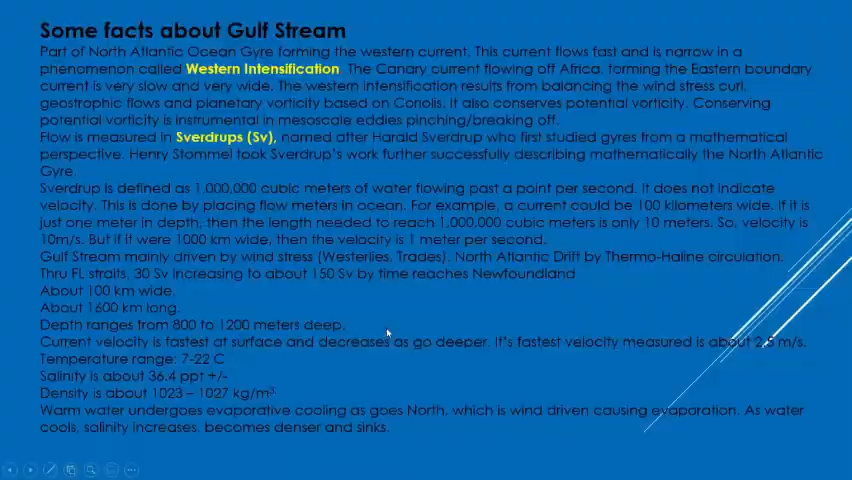 Some facts about Gulf Stream
Part of North Atlantic Ocean Gyre forming the western current. This current flows fast and is narrow in a
phenomenon called Western Intensification. The Canary current flowing off Africa, forming the Eastern boundary
current is very slow and very wide. The western intensification results from balancing the wind stress curl,
geostrophic flows and planetary vorticity based on Coriolis. It also conserves potential vorticity. Conserving
potential vorticity is instrumental in mesoscale eddies pinching/breaking off.
Flow is measured in Sverdrups (Sv), named after Harald Sverdrup who first studied gyres from a mathematical
perspective. Henry Stommel took Sverdrup's work further successfully describing mathematically the North Atlantic
Gyre.
Sverdrup is defined as 1,000,000 cubic meters of water flowing past a point per second. It does not indicate
velocity. This is done by placing flow meters in ocean. For example, a current could be 100 kilometers wide. If it is
just one meter in depth, then the length needed to reach 1,000,000 cubic meters is only 10 meters. So, velocity is
10m/s. But if it were 1000 km wide, then the velocity is 1 meter per second.
Gulf Stream mainly driven by wind stress (Westerlies, Trades). North Atlantic Drift by Thermo-Haline circulation.
Thru FL straits, 30 Sv increasing to about 150 Sv by time reaches Newfoundland
About 100 km wide.
About 1600 km long.
Depth ranges from 800 to 1200 meters deep.
Current velocity is fastest at surface and decreases as go deeper. It's fastest velocity measured is about 2.5 m/s.
Temperature range: 7-22 C
Salinity is about 36.4 ppt +/-
Density is about 1023 – 1027 kg/m³.
Warm water undergoes evaporative cooling as goes North, which is wind driven causing evaporation. As water
cools, salinity increases, becomes denser and sinks.